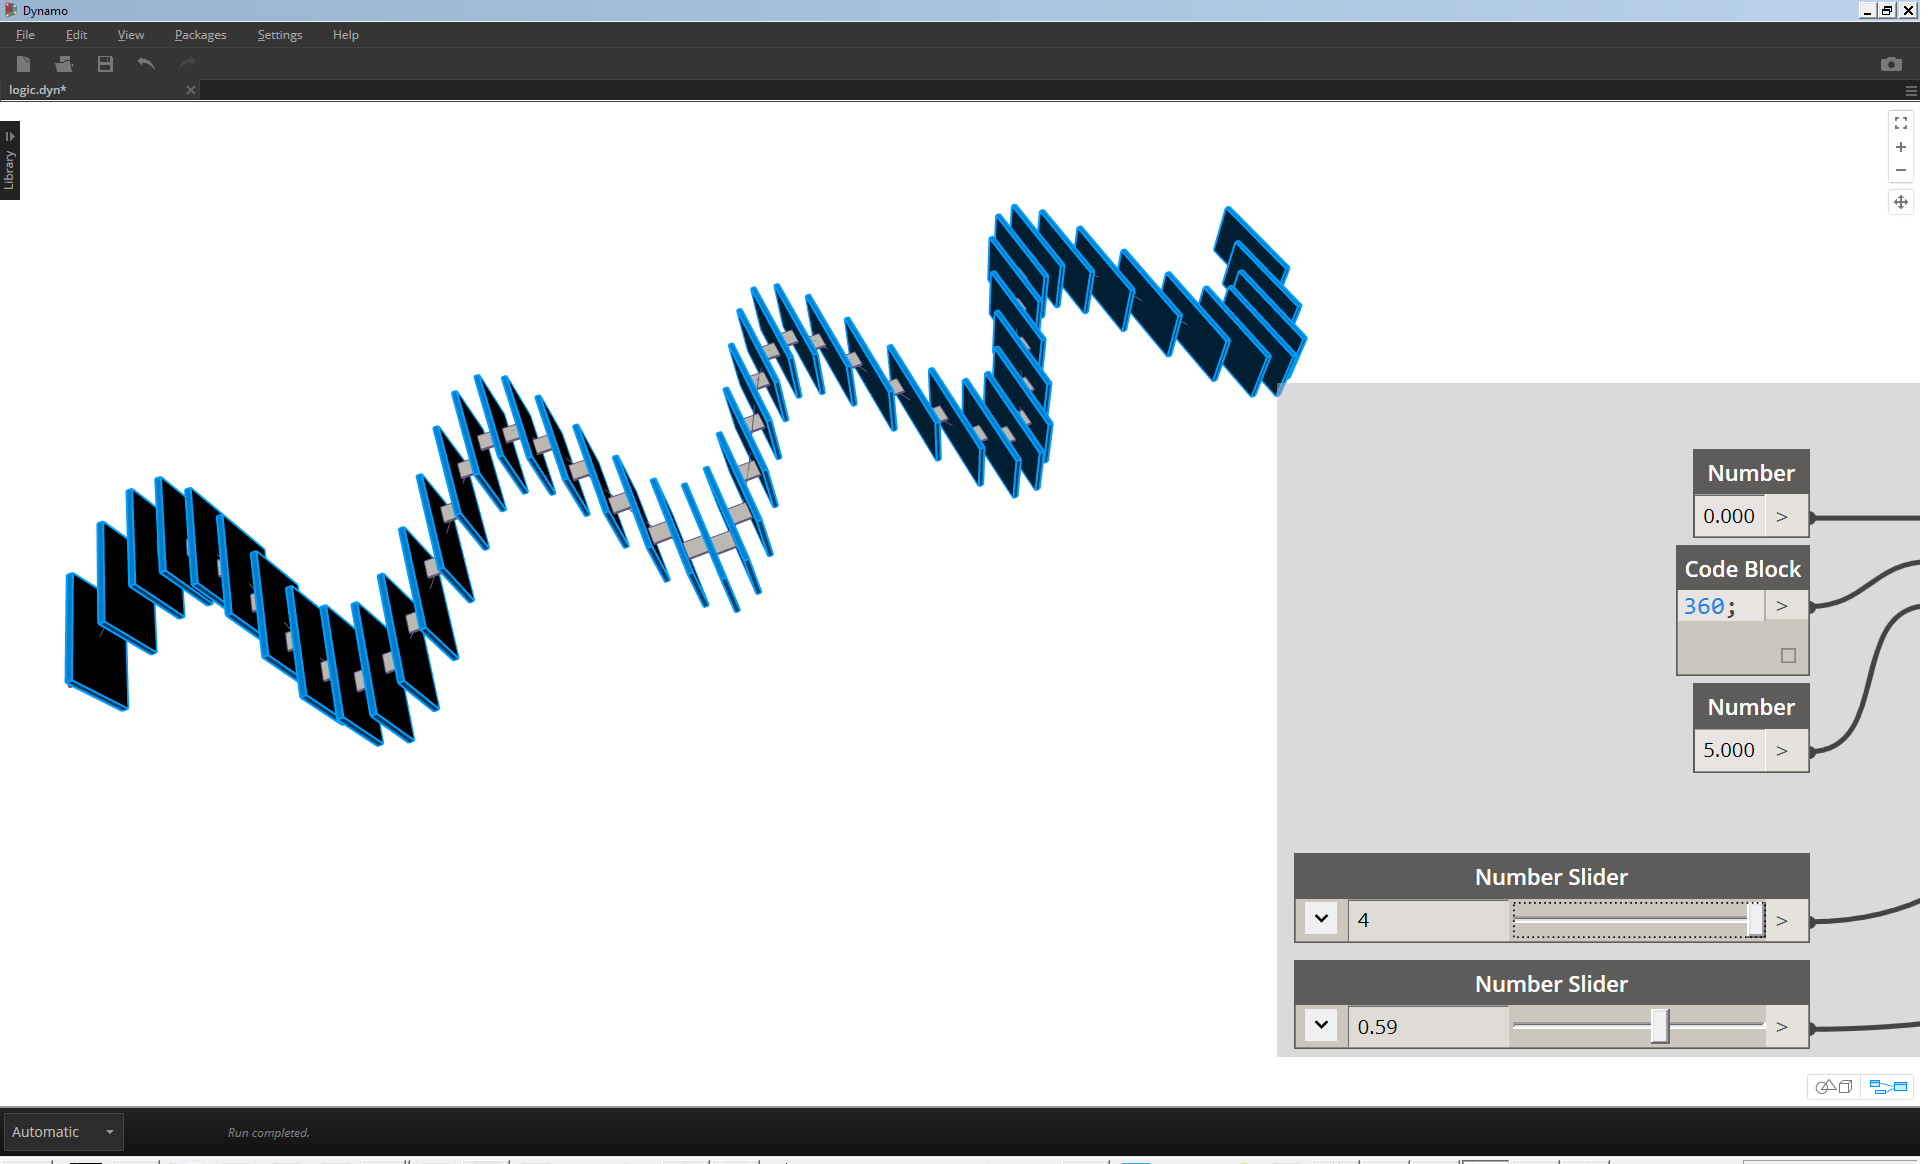 Dynamo
File Edit View Packages Settings Help
logic.dyn*
Library
Number
0.000 >
Code Block
360; >
Number
5.000 >
Number Slider
4 >
Number Slider
0.59 >
Automatic
Run completed.